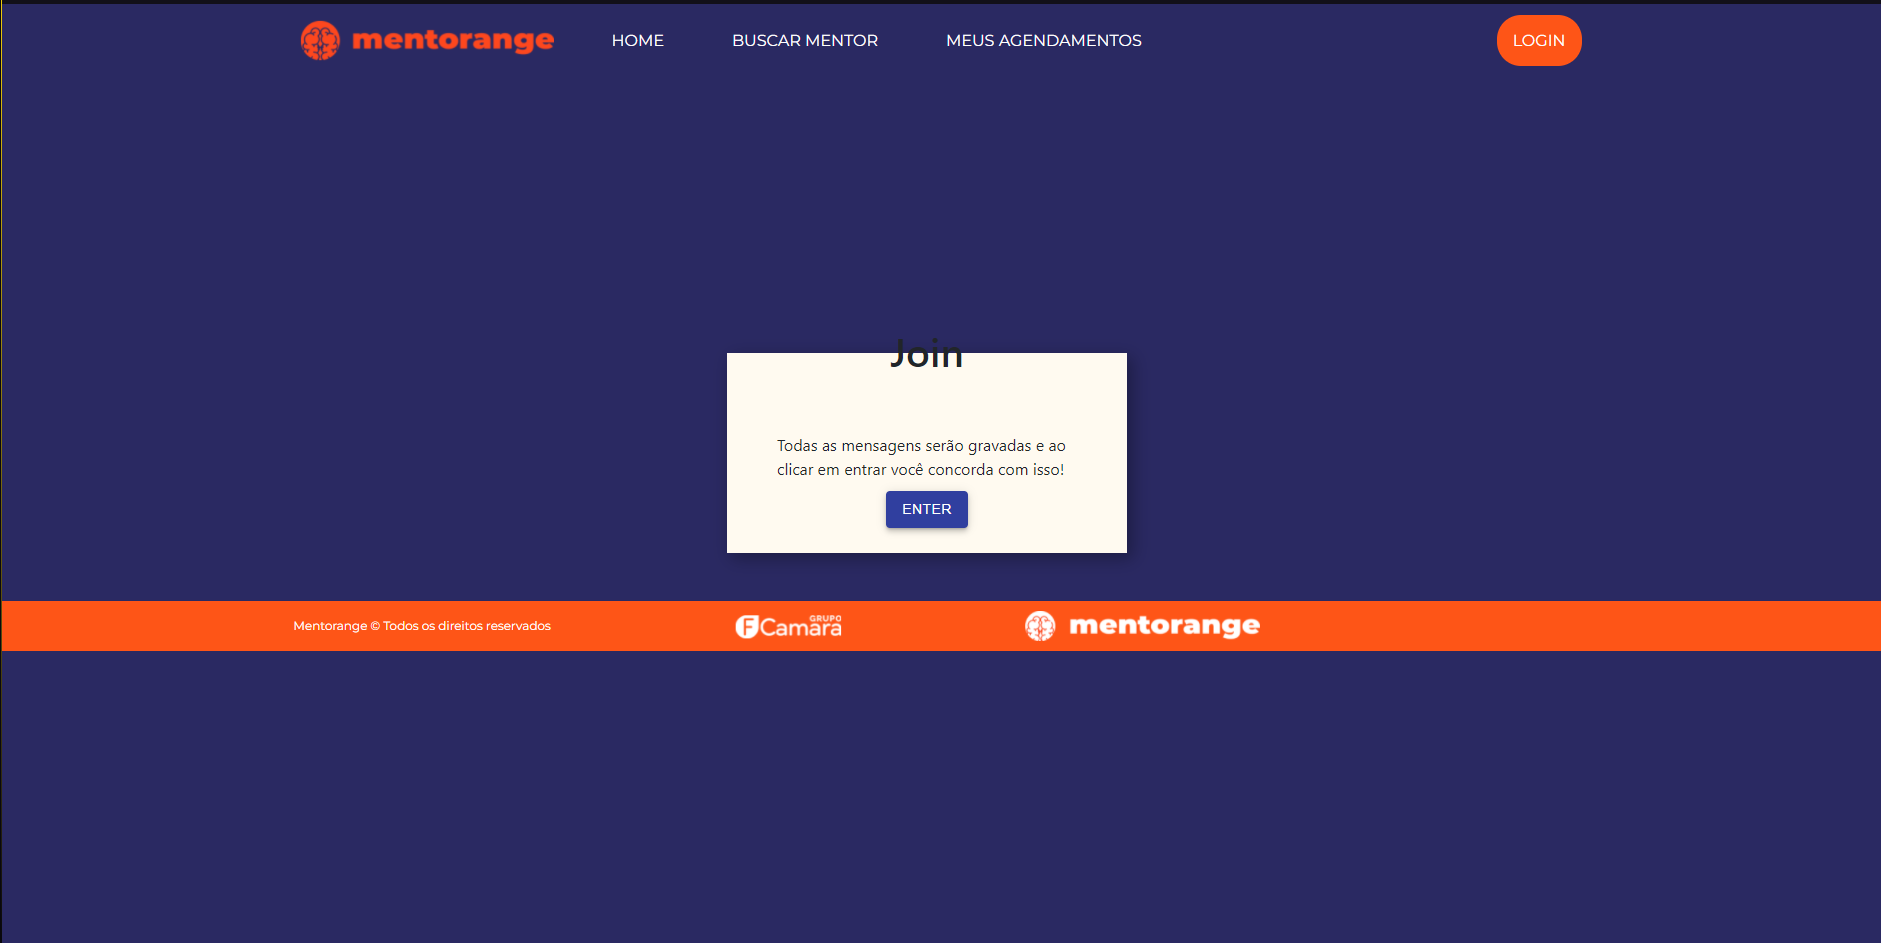 mentorange
HOME
BUSCAR MENTOR
MEUS AGENDAMENTOS
LOGIN
Join
Todas as mensagens serão gravadas e ao
clicar em entrar você concorda com isso!
ENTER
Mentorange © Todos os direitos reservados
GRUPO
FCamara
mentorange